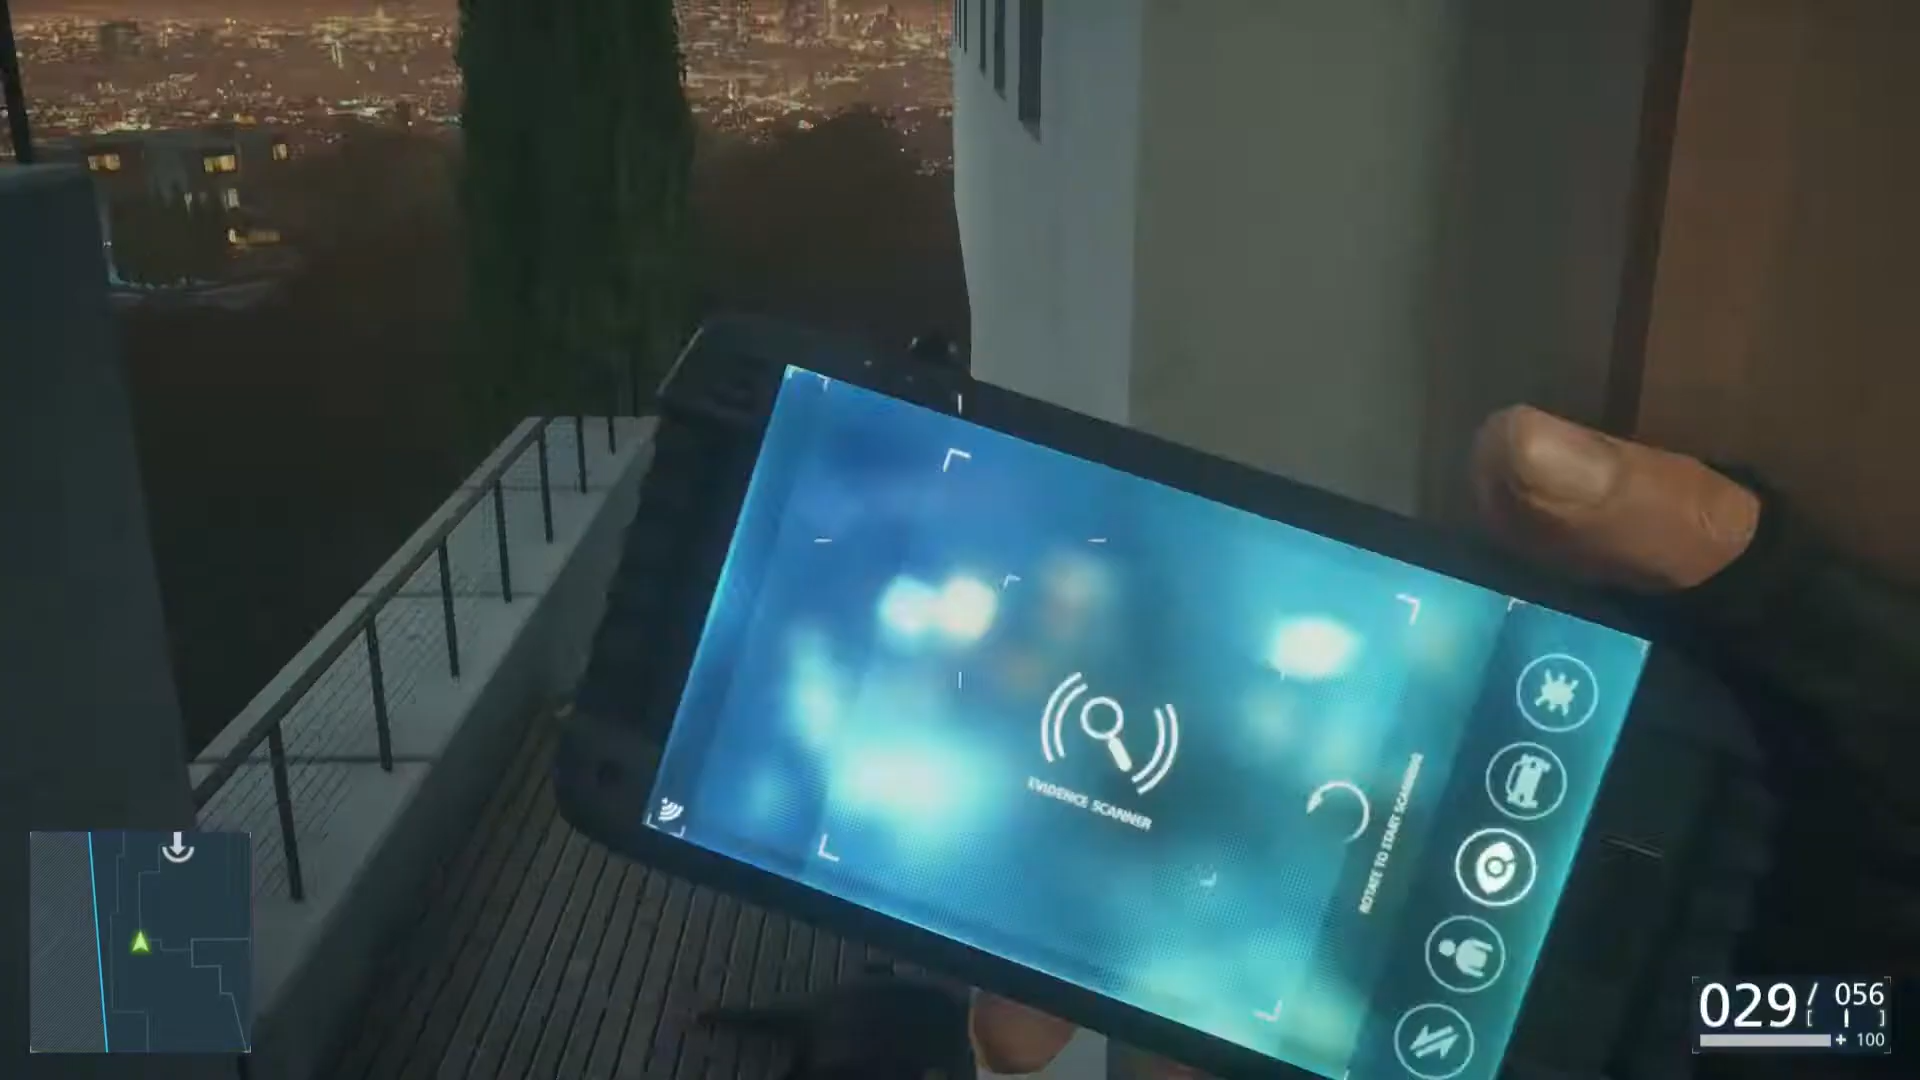 EVIDENCE SCANNER
ROTATE TO START SCANNING
029 / 056
[ | ]
+ 100